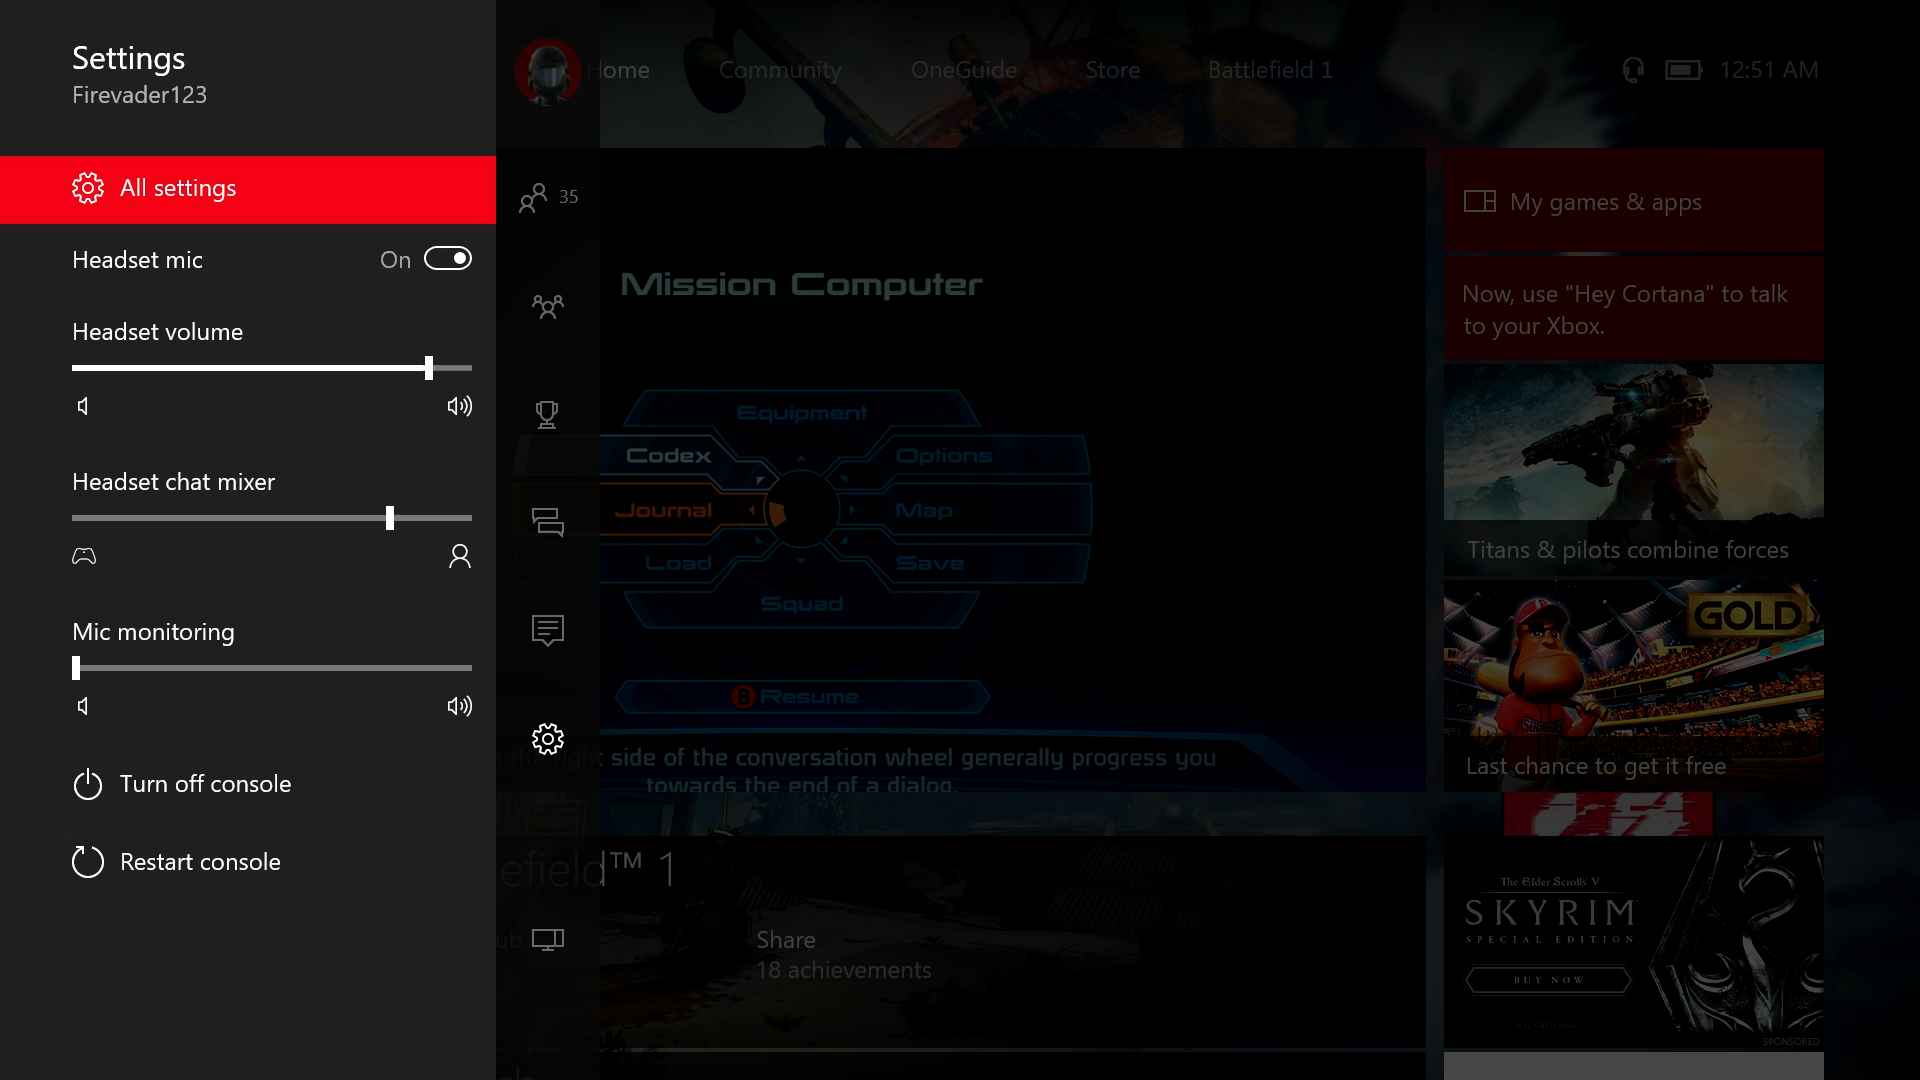 Settings
Firevader123
All settings
Headset mic On
Headset volume
Headset chat mixer
Mic monitoring
Turn off console
Restart console
Home Community OneGuide Store Battlefield 1 12:51 AM
35
Mission Computer
Equipment
Codex Options
Journal Map
Load Save
Squad
B Resume
right side of the conversation wheel generally progress you
towards the end of a dialog.
efield™ 1
Share
18 achievements
My games & apps
Now, use "Hey Cortana" to talk
to your Xbox.
Titans & pilots combine forces
GOLD
Last chance to get it free
The Elder Scrolls V
SKYRIM
SPECIAL EDITION
BUY NOW
SPONSORED